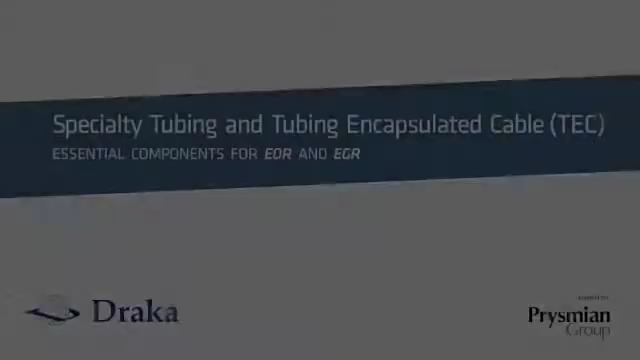 Specialty Tubing and Tubing Encapsulated Cable (TEC)
ESSENTIAL COMPONENTS FOR EOR AND EGR
Draka
Prysmian
Group